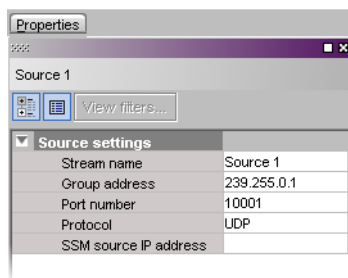 Properties
Source 1
View filters...
Source settings
Stream name Source 1
Group address 239.255.0.1
Port number 10001
Protocol UDP
SSM source IP address